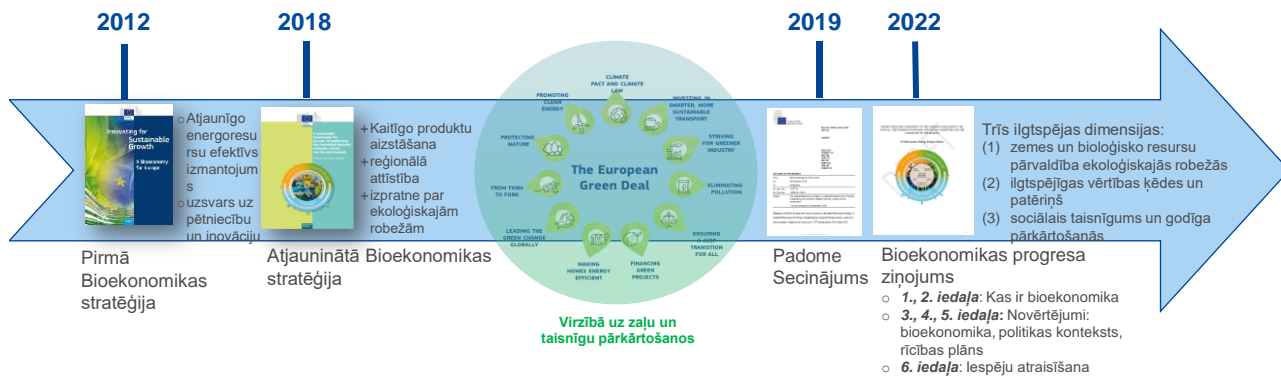 2012
Innovating for
Sustainable
Growth
A Bioeconomy
for Europe
Atjaunīgo
energoresu
rsu efektīvs
izmantojum
s
uzsvars uz
pētniecību
un inovāciju
Pirmā
Bioekonomikas
stratēģija
2018
+Kaitīgo produktu
aizstāšana
+reģionālā
attīstība
+izpratne par
ekoloģiskajām
robežām
Atjauninātā Bioekonomikas
stratēģija
The European
Green Deal
CLIMATE
PACT AND CLIMATE
LAW
INVESTING IN
SMARTER, MORE
SUSTAINABLE
TRANSPORT
STRIVING
FOR GREENER
INDUSTRY
ELIMINATING
POLLUTION
ENSURING
A JUST
TRANSITION
FOR ALL
FINANCING
GREEN
PROJECTS
MAKING
HOMES ENERGY
EFFICIENT
LEADING THE
GREEN CHANGE
GLOBALLY
FROM FARM
TO FORK
PROTECTING
NATURE
PROMOTING
CLEAN
ENERGY
Virzībā uz zaļu un
taisnīgu pārkārtošanos
2019
Padome
Secinājums
2022
Bioekonomikas progresa
ziņojums
○ 1., 2. iedaļa: Kas ir bioekonomika
○ 3., 4., 5. iedaļa: Novērtējumi:
bioekonomika, politikas konteksts,
rīcības plāns
○ 6. iedaļa: Iespēju atraisīšana
Trīs ilgtspējas dimensijas:
(1) zemes un bioloģisko resursu
pārvaldība ekoloģiskajās robežās
(2) ilgtspējīgas vērtības ķēdes un
patēriņš
(3) sociālais taisnīgums un godīga
pārkārtošanās